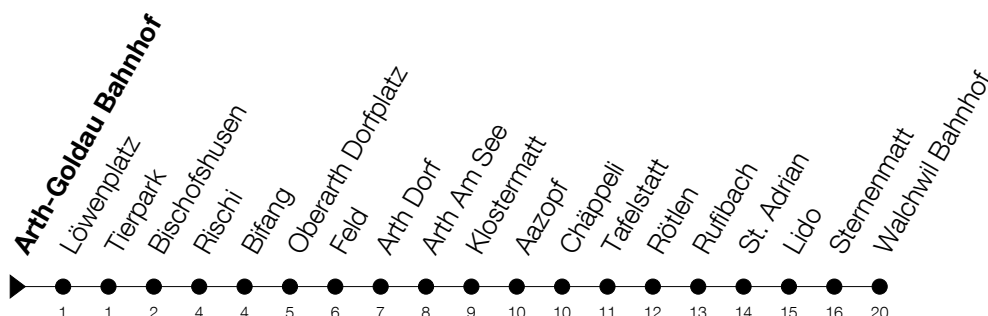 Arth-Goldau Bahnhof
Löwenplatz
Tierpark
Bischofshusen
Rischi
Bifang
Oberarth Dorfplatz
Feld
Arth Dorf
Arth Am See
Klostermatt
Aazopf
Chäppeli
Tafelstatt
Rötlen
Rufibach
St. Adrian
Lido
Sternenmatt
Walchwil Bahnhof
1 1 2 4 4 5 6 7 8 9 10 10 11 12 13 14 15 16 20